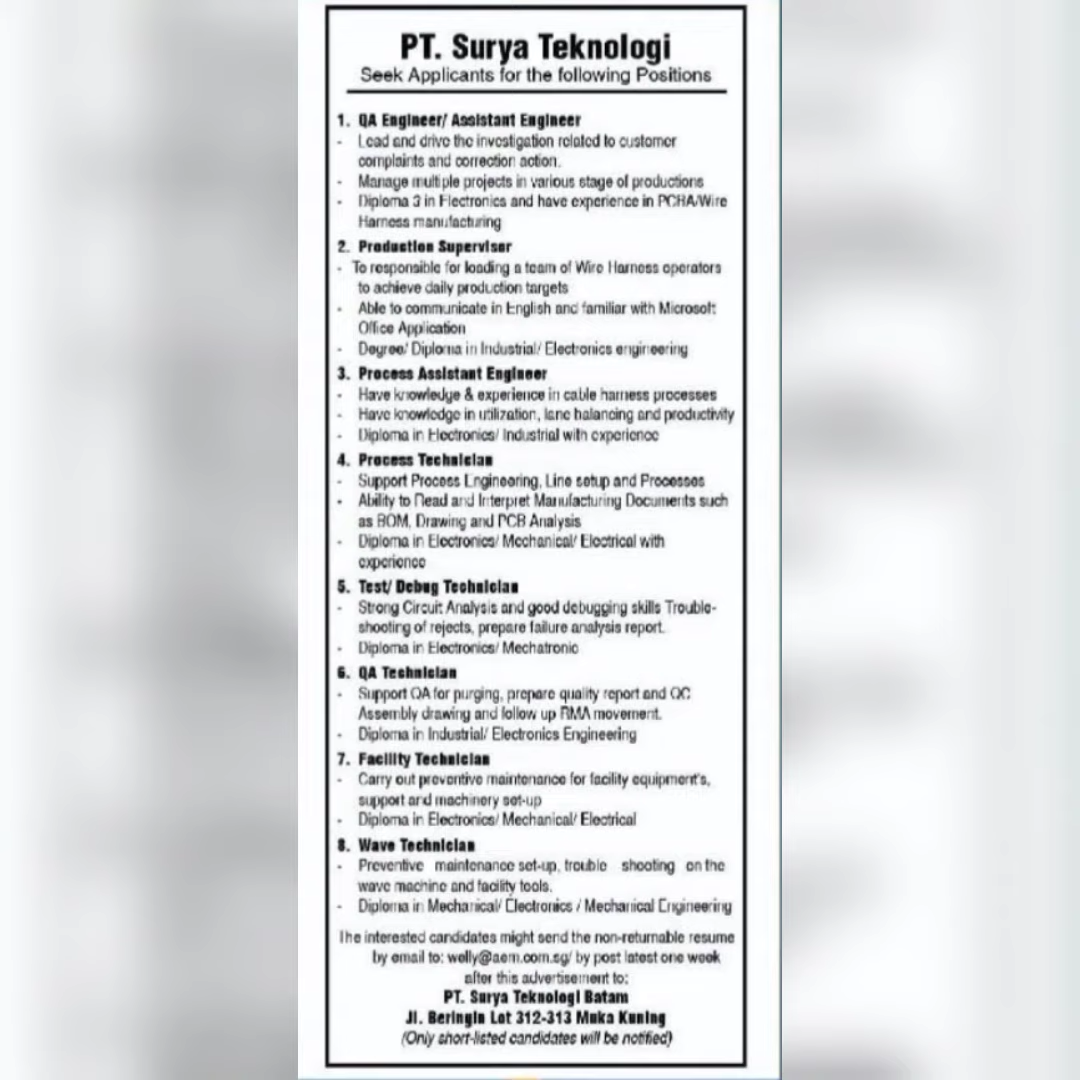 PT. Surya Teknologi
Seek Applicants for the following Positions
1. QA Engineer/ Assistant Engineer
- Lead and drive the investigation related to customer
complaints and correction action.
- Manage multiple projects in various stage of productions
- Diploma 3 in Electronics and have experience in PCBA/Wire
Harness manufacturing
2. Production Supervisor
- To responsible for leading a team of Wire Harness operators
to achieve daily production targets
- Able to communicate in English and familiar with Microsoft
Office Application
- Degree/ Diploma in Industrial/ Electronics engineering
3. Process Assistant Engineer
- Have knowledge & experience in cable harness processes
- Have knowledge in utilization, lane balancing and productivity
- Diploma in Electronics/ Industrial with experience
4. Process Technician
- Support Process Engineering, Line setup and Processes
- Ability to Read and Interpret Manufacturing Documents such
as BOM, Drawing and PCB Analysis
- Diploma in Electronics/ Mechanical/ Electrical with
experience
5. Test/ Debug Technician
- Strong Circuit Analysis and good debugging skills Trouble-
shooting of rejects, prepare failure analysis report.
- Diploma in Electronics/ Mechatronic
6. QA Technician
- Support QA for purging, prepare quality report and QC
Assembly drawing and follow up RMA movement.
- Diploma in Industrial/ Electronics Engineering
7. Facility Technician
- Carry out preventive maintenance for facility equipment's,
support and machinery set-up
- Diploma in Electronics/ Mechanical/ Electrical
8. Wave Technician
- Preventive maintenance set-up, trouble shooting on the
wave machine and facility tools.
- Diploma in Mechanical/ Electronics / Mechanical Engineering
The interested candidates might send the non-returnable resume
by email to: welly@aem.com.sg/ by post latest one week
after this advertisement to:
PT. Surya Teknologi Batam
Jl. Beringin Lot 312-313 Muka Kuning
(Only short-listed candidates will be notified)